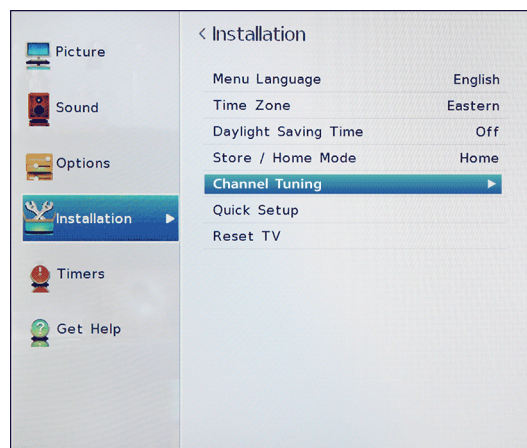 Picture
Sound
Options
Installation
Timers
Get Help
< Installation
Menu Language English
Time Zone Eastern
Daylight Saving Time Off
Store / Home Mode Home
Channel Tuning
Quick Setup
Reset TV